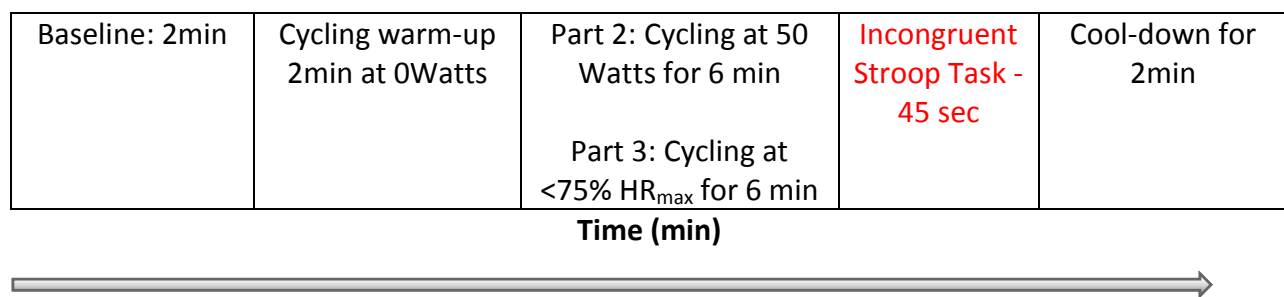 Baseline: 2min
Cycling warm-up
2min at 0Watts
Part 2: Cycling at 50
Watts for 6 min
Part 3: Cycling at
<75% HRmax for 6 min
Incongruent
Stroop Task -
45 sec
Cool-down for
2min
Time (min)